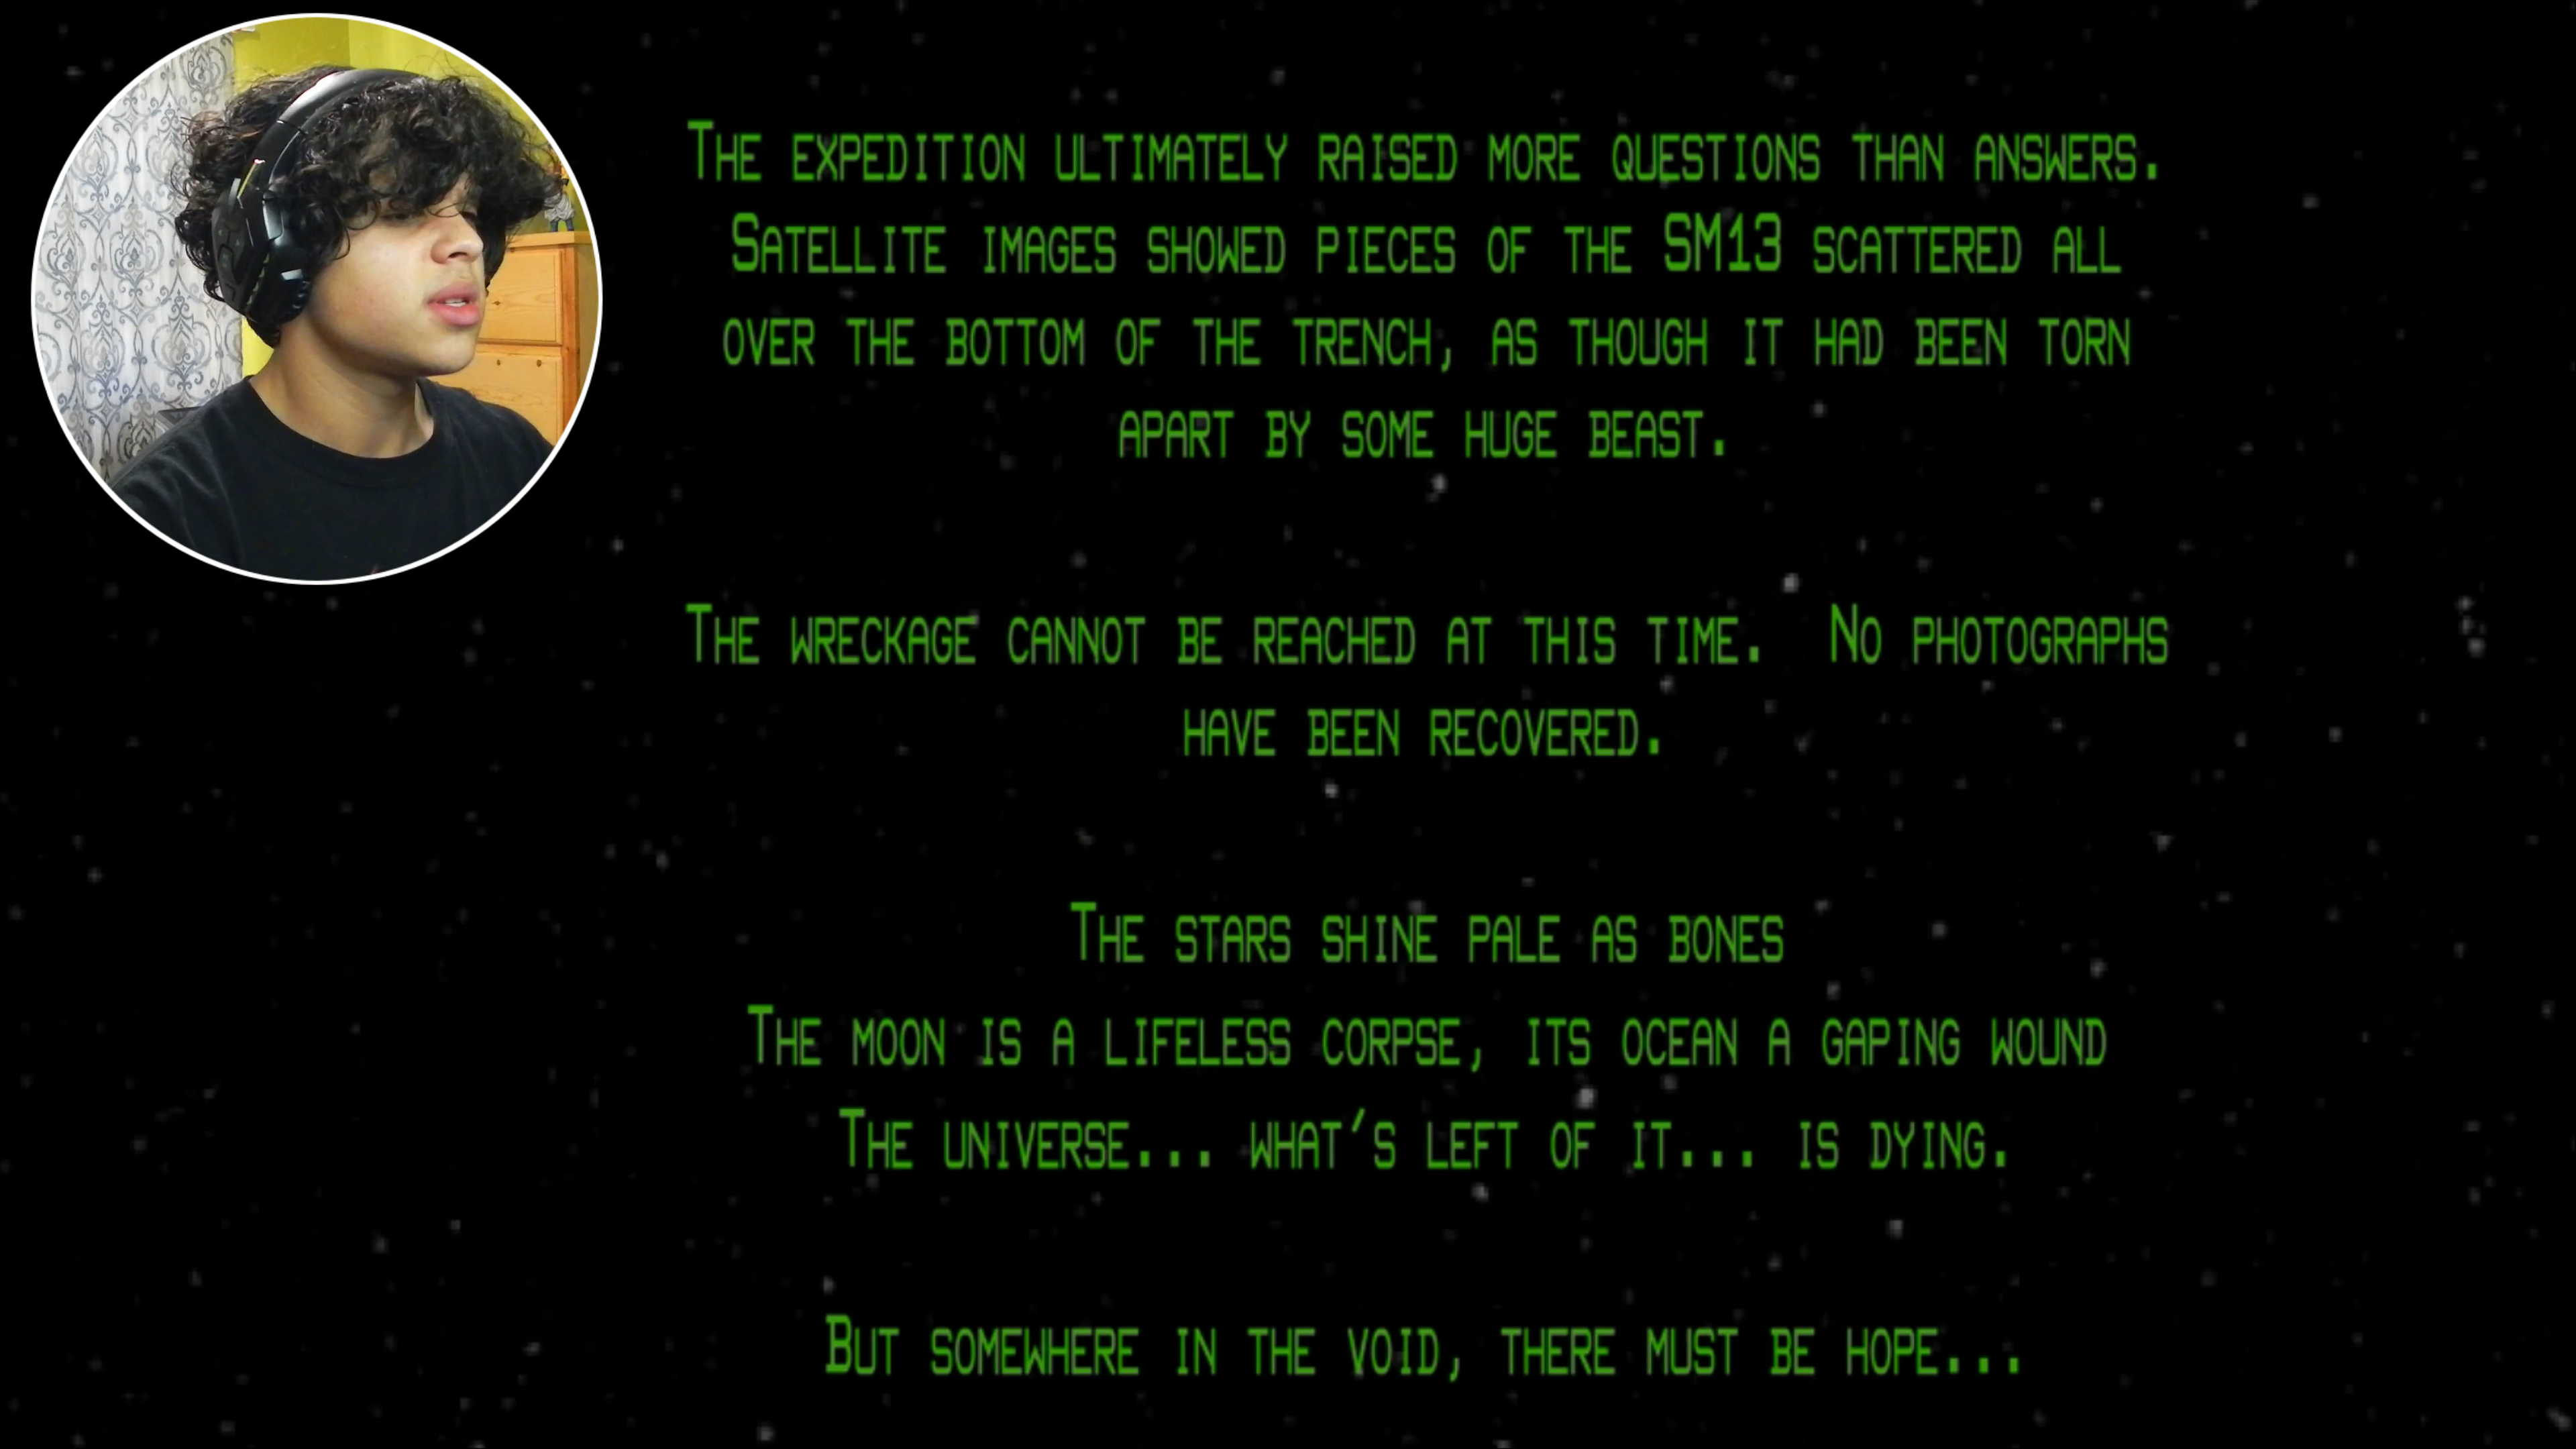 The expedition ultimately raised more questions than answers.
Satellite images showed pieces of the SM13 scattered all
over the bottom of the trench, as though it had been torn
apart by some huge beast.
The wreckage cannot be reached at this time.  No photographs
have been recovered.
The stars shine pale as bones
The moon is a lifeless corpse, its ocean a gaping wound
The universe... what's left of it... is dying.
But somewhere in the void, there must be hope...